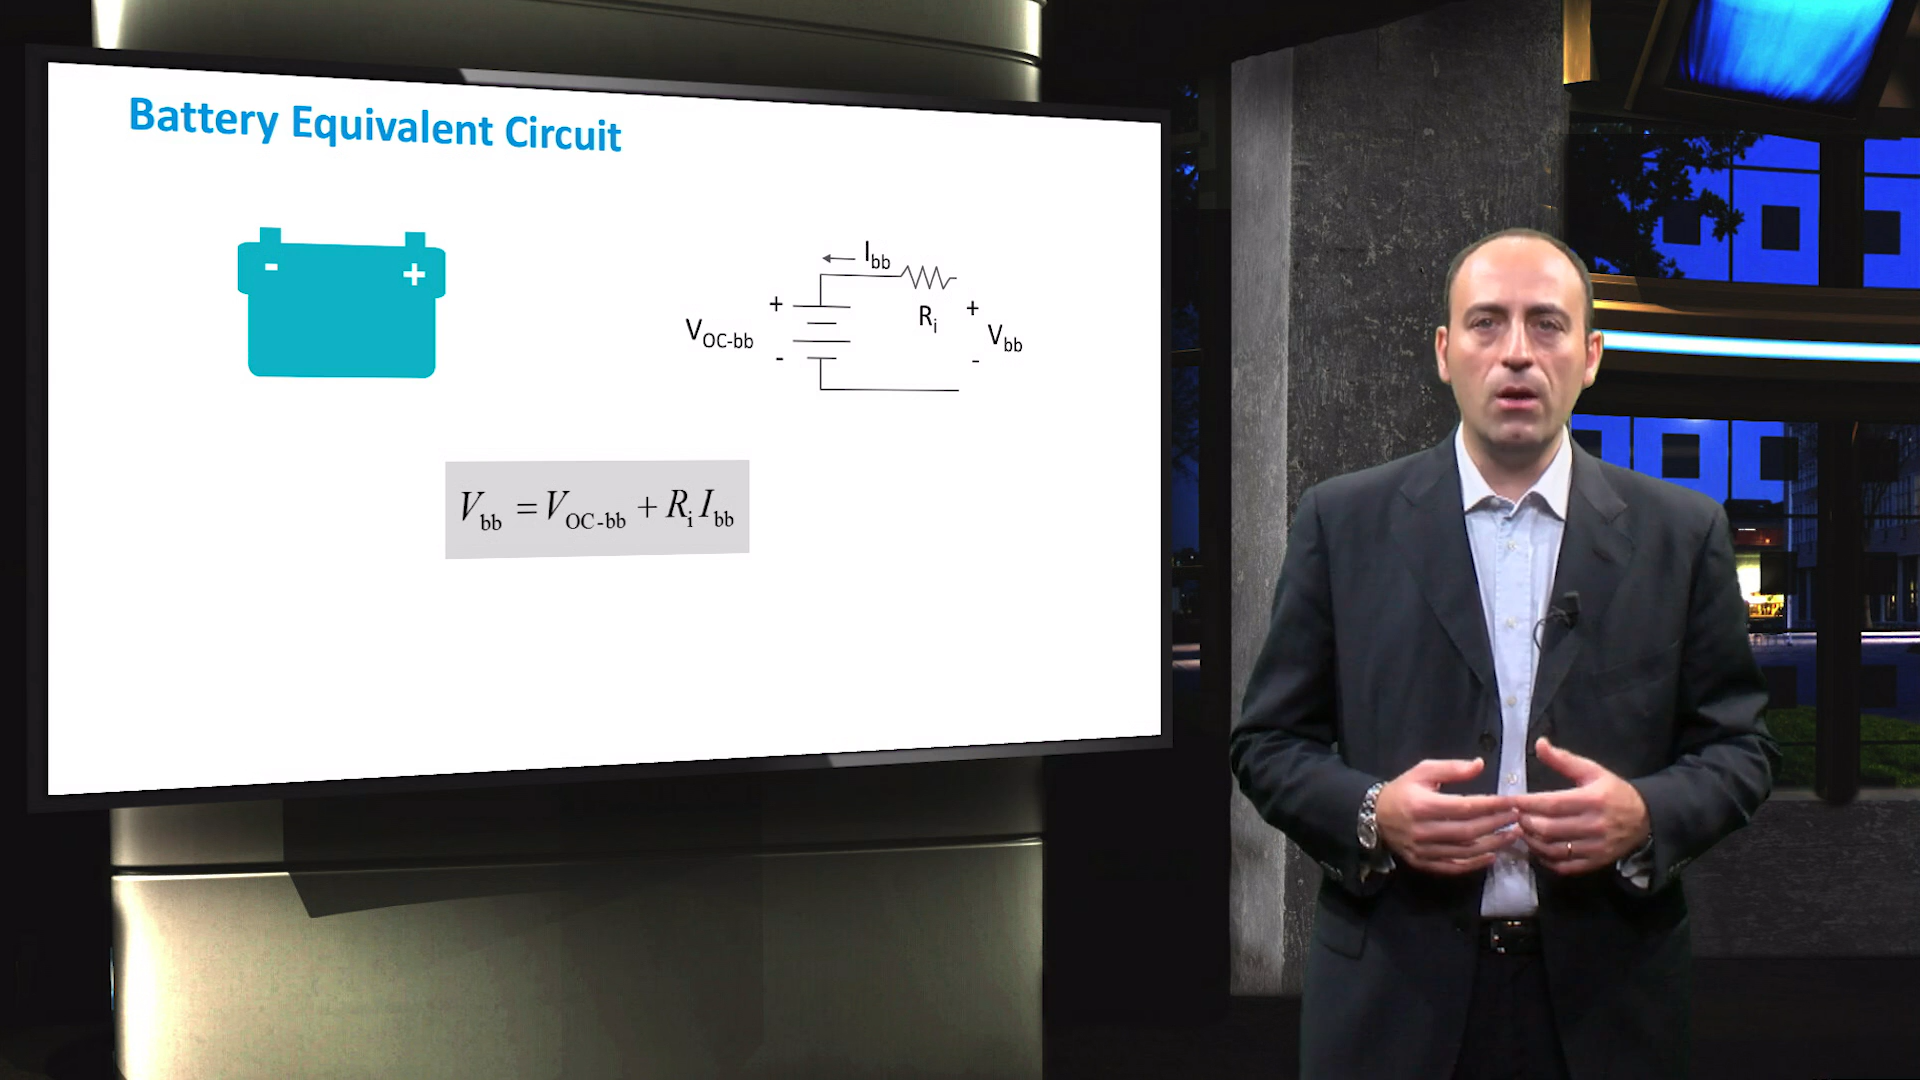 Battery Equivalent Circuit
- +
I_bb
+ R_i +
V_OC-bb V_bb
- -
V_bb = V_OC-bb + R_i I_bb